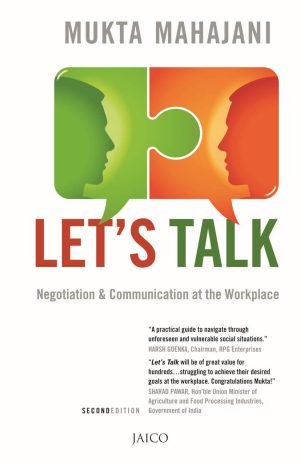 MUKTA MAHAJANI
LET'S TALK
Negotiation & Communication at the Workplace
"A practical guide to navigate through
unforeseen and vulnerable social situations."
HARSH GOENKA, Chairman, RPG Enterprises
"Let's Talk will be of great value for
hundreds...struggling to achieve their desired
goals at the workplace. Congratulations Mukta!"
SHARAD PAWAR, Hon'ble Union Minister of
Agriculture and Food Processing Industries,
Government of India
SECONDEDITION
JAICO